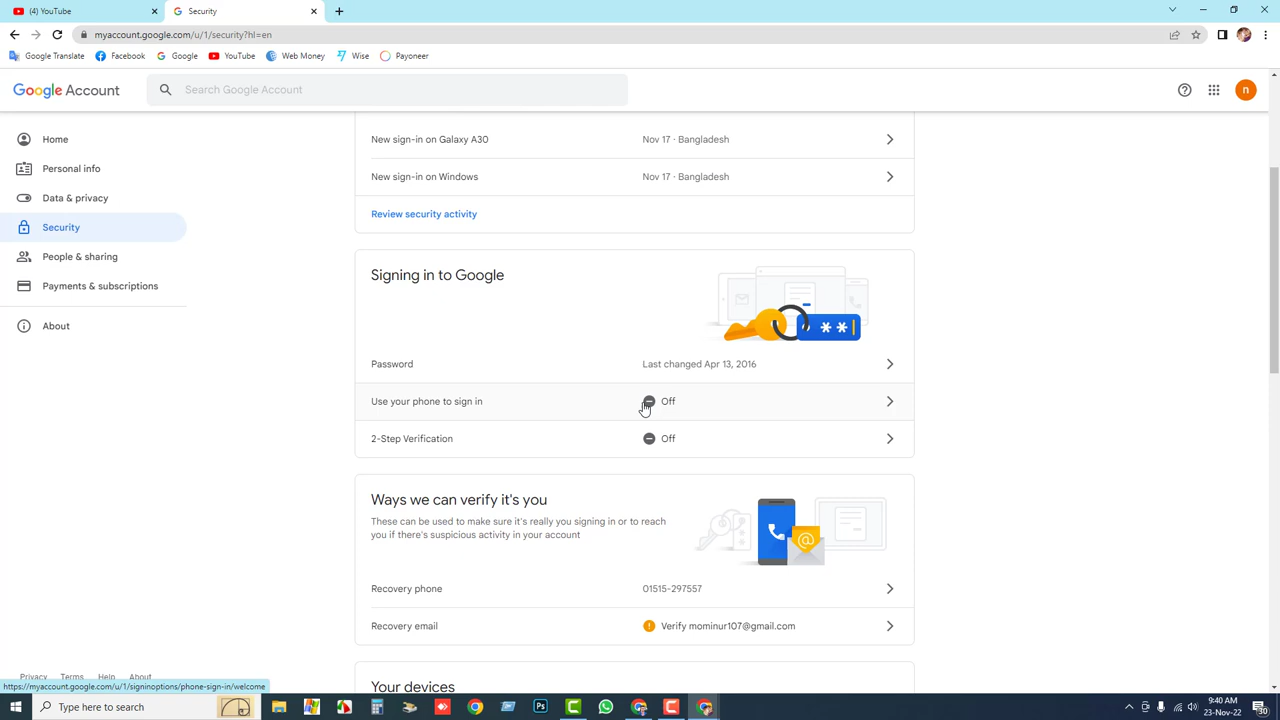 (4) YouTube
Security
myaccount.google.com/u/1/security?hl=en
Google Translate
Facebook
Google
YouTube
Web Money
Wise
Payoneer
Google Account
Search Google Account
n
Home
Personal info
Data & privacy
Security
People & sharing
Payments & subscriptions
About
New sign-in on Galaxy A30
Nov 17 · Bangladesh
New sign-in on Windows
Nov 17 · Bangladesh
Review security activity
Signing in to Google
Password
Last changed Apr 13, 2016
Use your phone to sign in
Off
2-Step Verification
Off
Ways we can verify it's you
These can be used to make sure it's really you signing in or to reach
you if there's suspicious activity in your account
Recovery phone
01515-297557
Recovery email
Verify mominur107@gmail.com
Your devices
Privacy Terms Help About
https://myaccount.google.com/u/1/signinoptions/phone-sign-in/welcome
Type here to search
9:40 AM
23-Nov-22